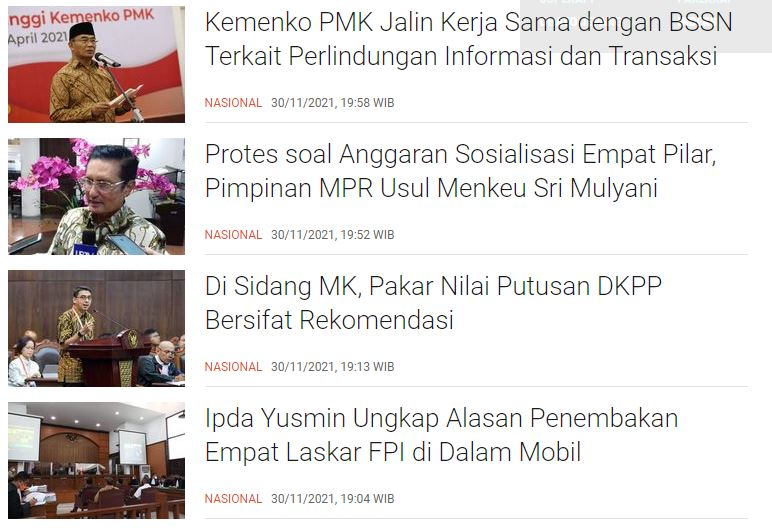 nggi Kemenko PMK
April 2021
Kemenko PMK Jalin Kerja Sama dengan BSSN
Terkait Perlindungan Informasi dan Transaksi
NASIONAL 30/11/2021, 19:58 WIB
Protes soal Anggaran Sosialisasi Empat Pilar,
Pimpinan MPR Usul Menkeu Sri Mulyani
NASIONAL 30/11/2021, 19:52 WIB
Di Sidang MK, Pakar Nilai Putusan DKPP
Bersifat Rekomendasi
NASIONAL 30/11/2021, 19:13 WIB
Ipda Yusmin Ungkap Alasan Penembakan
Empat Laskar FPI di Dalam Mobil
NASIONAL 30/11/2021, 19:04 WIB